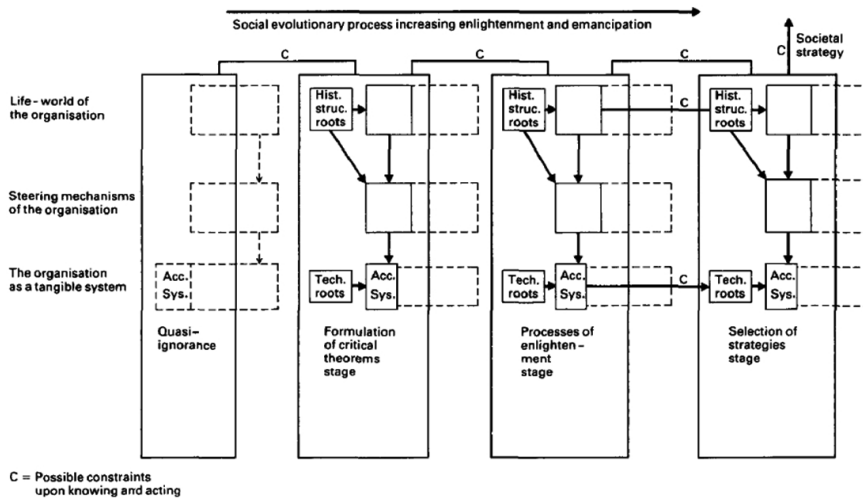 Social evolutionary process increasing enlightenment and emancipation
C
C
C
C
Societal
strategy
Life-world of
the organisation
Hist.
struc.
roots
Hist.
struc.
roots
C
Hist.
struc.
roots
Steering mechanisms
of the organisation
The organisation
as a tangible system
Acc.
Sys.
Tech.
roots
Acc.
Sys.
Tech.
roots
Acc.
Sys.
C
Tech.
roots
Acc.
Sys.
Quasi-
ignorance
Formulation
of critical
theorems
stage
Processes of
enlighten-
ment
stage
Selection of
strategies
stage
C = Possible constraints
upon knowing and acting